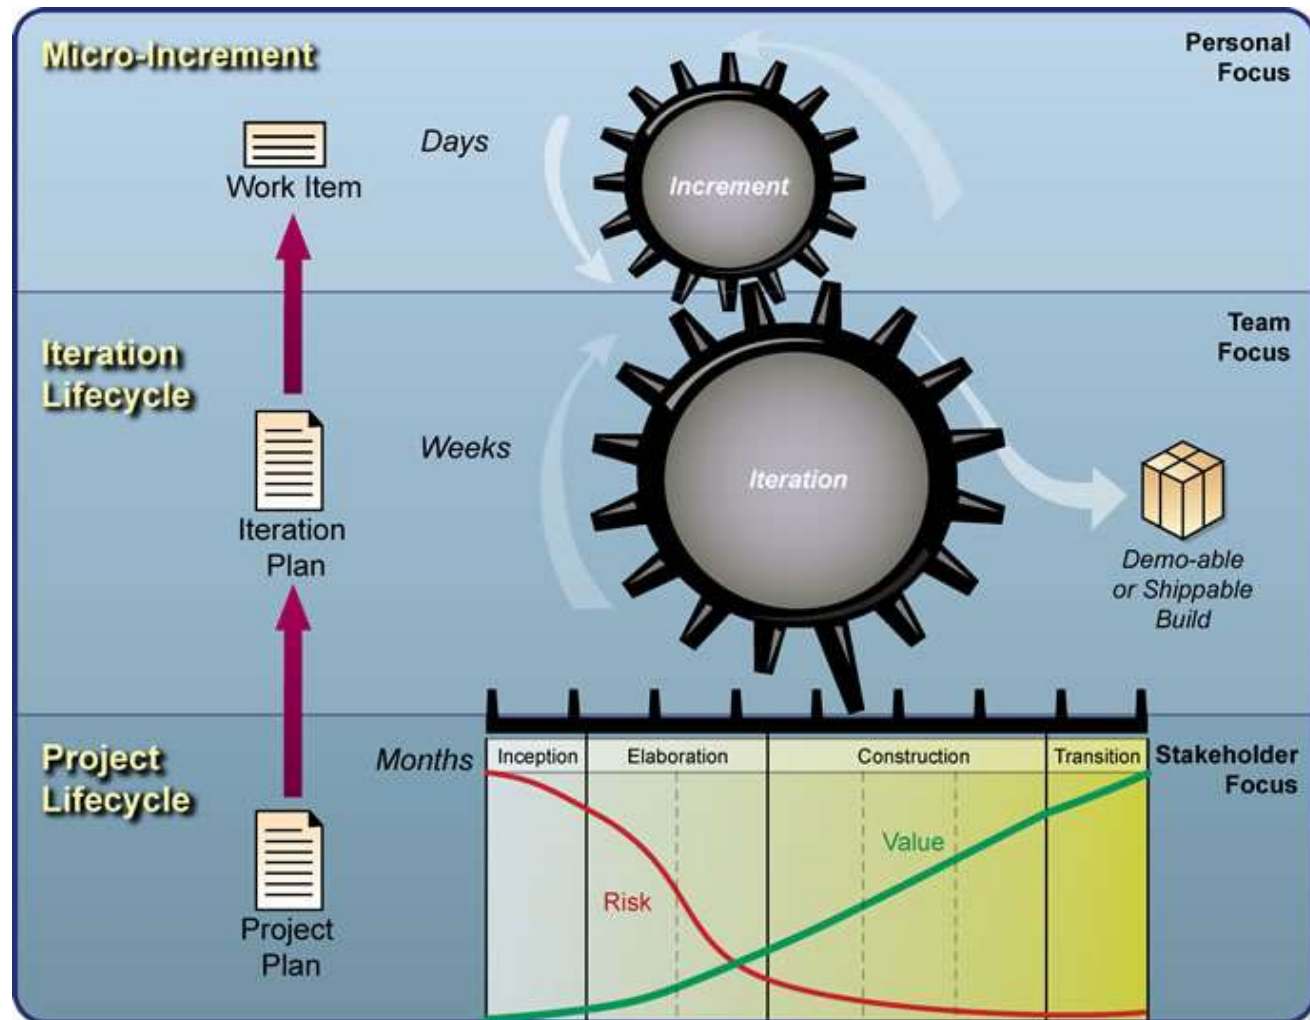 Micro-Increment
Personal
Focus
Days
Work Item
Increment
Iteration
Lifecycle
Team
Focus
Weeks
Iteration
Plan
Iteration
Demo-able
or Shippable
Build
Project
Lifecycle
Months
Inception
Elaboration
Construction
Transition
Stakeholder
Focus
Value
Risk
Project
Plan